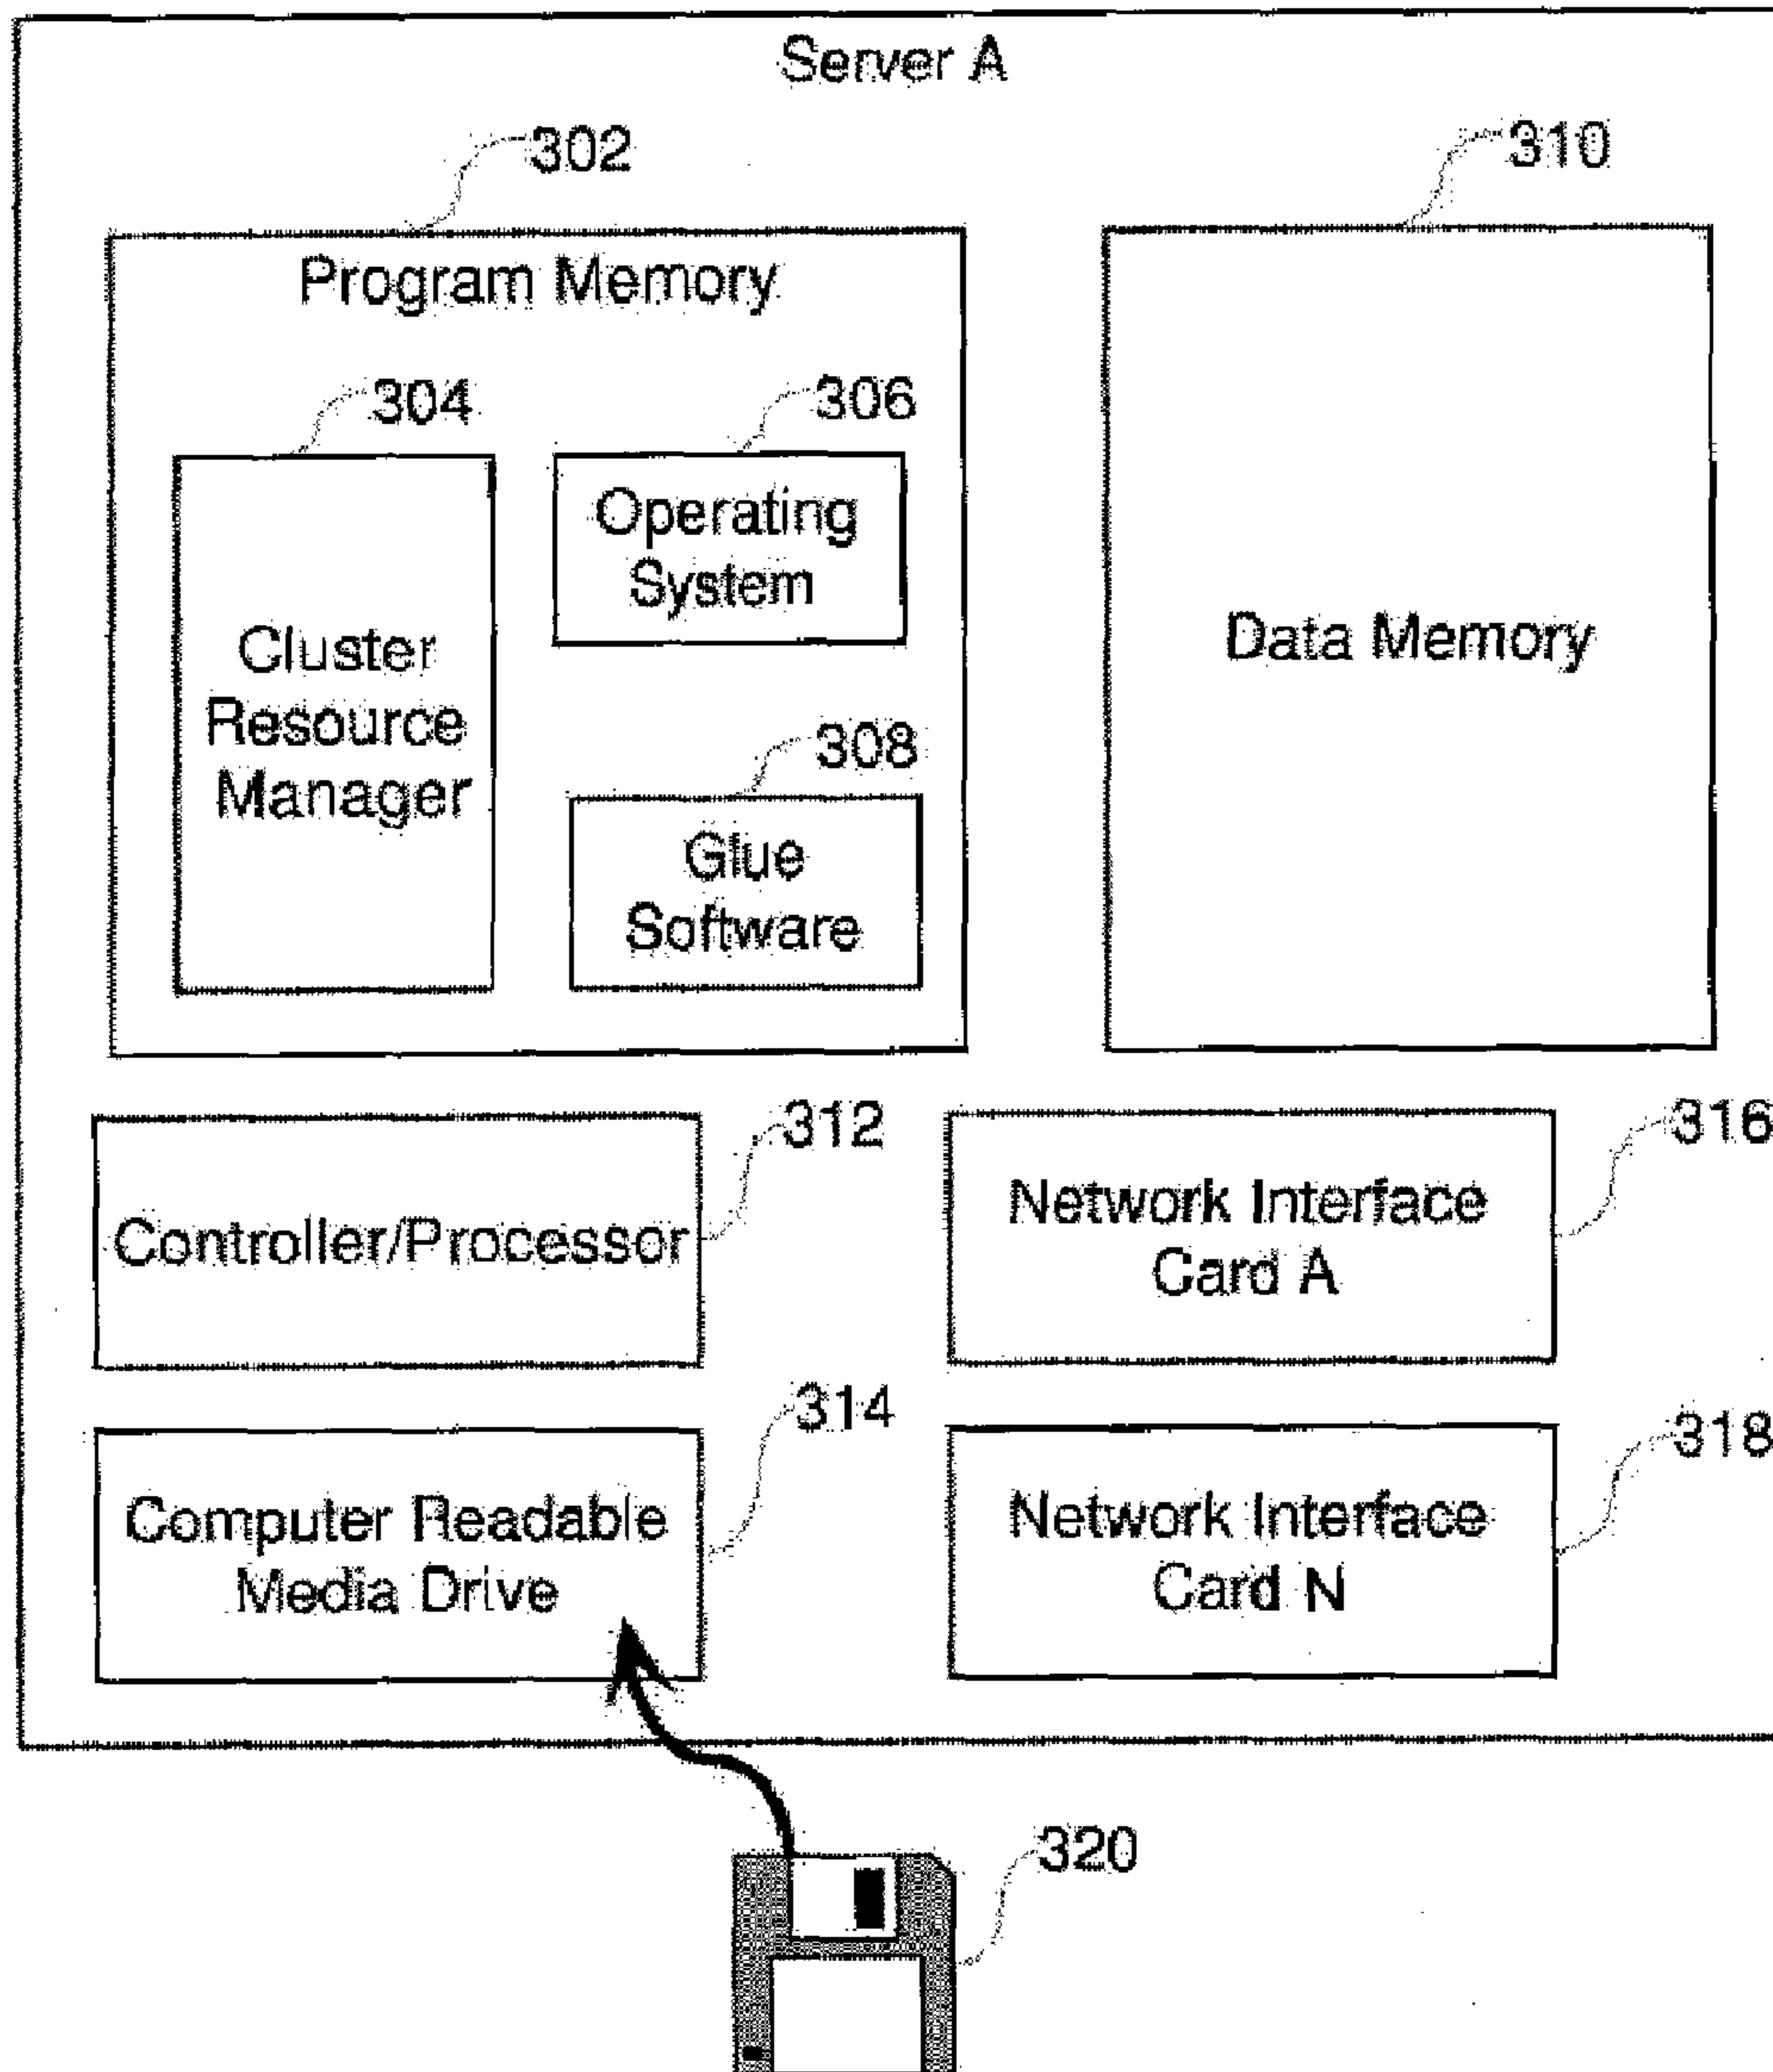 Server A
302
310
Program Memory
304
306
Operating
System
Cluster
Resource
Manager
Data Memory
308
Glue
Software
312
316
Controller/Processor
Network Interface
Card A
314
318
Computer Readable
Media Drive
Network Interface
Card N
320